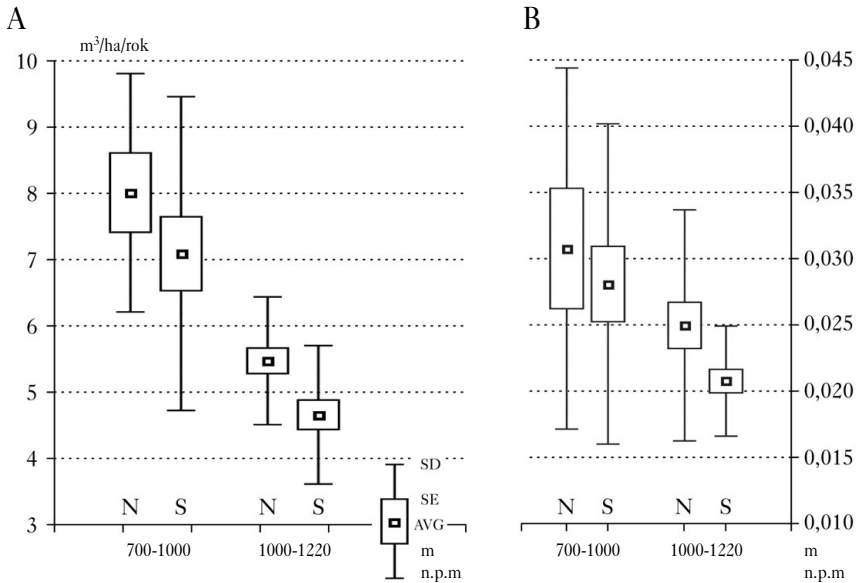 A
B
m³/ha/rok
10
9
8
7
6
5
4
3
0,045
0,040
0,035
0,030
0,025
0,020
0,015
0,010
N S N S
SD
SE
AVG
N S N S
700-1000 1000-1220 m
n.p.m
700-1000 1000-1220 m
n.p.m